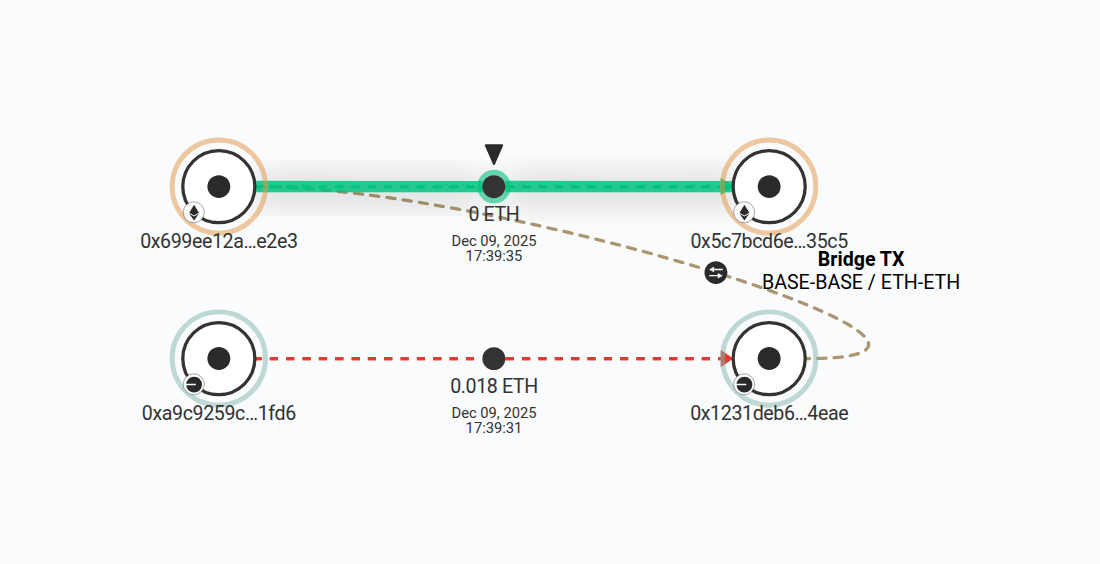 0 ETH
0x699ee12a...e2e3
Dec 09, 2025
17:39:35
0x5c7bcd6e...35c5
Bridge TX
BASE-BASE / ETH-ETH
0.018 ETH
0xa9c9259c...1fd6
Dec 09, 2025
17:39:31
0x1231deb6...4eae